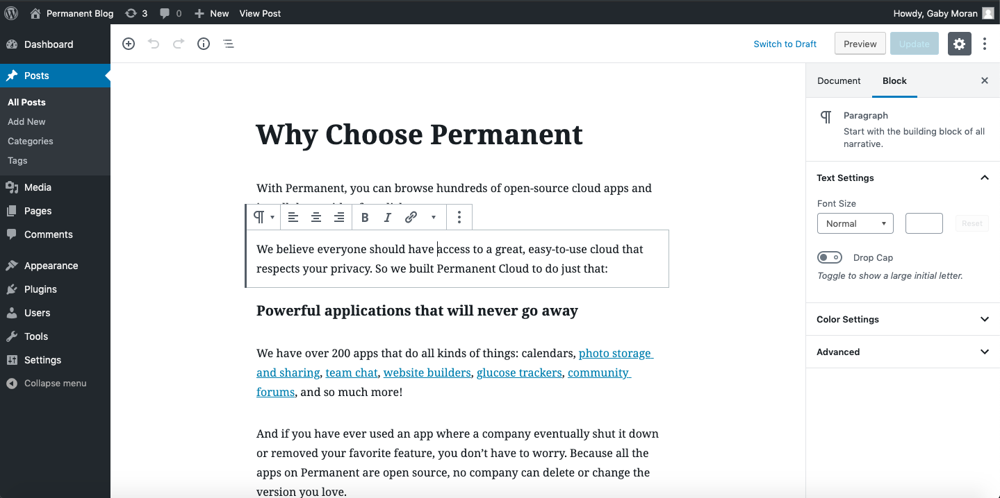 Permanent Blog 3 0 New View Post Howdy, Gaby Moran
Dashboard
Posts
All Posts
Add New
Categories
Tags
Media
Pages
Comments
Appearance
Plugins
Users
Tools
Settings
Collapse menu
Switch to Draft Preview Update
Why Choose Permanent
With Permanent, you can browse hundreds of open-source cloud apps and
B I
We believe everyone should have access to a great, easy-to-use cloud that
respects your privacy. So we built Permanent Cloud to do just that:
Powerful applications that will never go away
We have over 200 apps that do all kinds of things: calendars, photo storage
and sharing, team chat, website builders, glucose trackers, community
forums, and so much more!
And if you have ever used an app where a company eventually shut it down
or removed your favorite feature, you don’t have to worry. Because all the
apps on Permanent are open source, no company can delete or change the
version you love.
Document Block
Paragraph
Start with the building block of all
narrative.
Text Settings
Font Size
Normal Reset
Drop Cap
Toggle to show a large initial letter.
Color Settings
Advanced